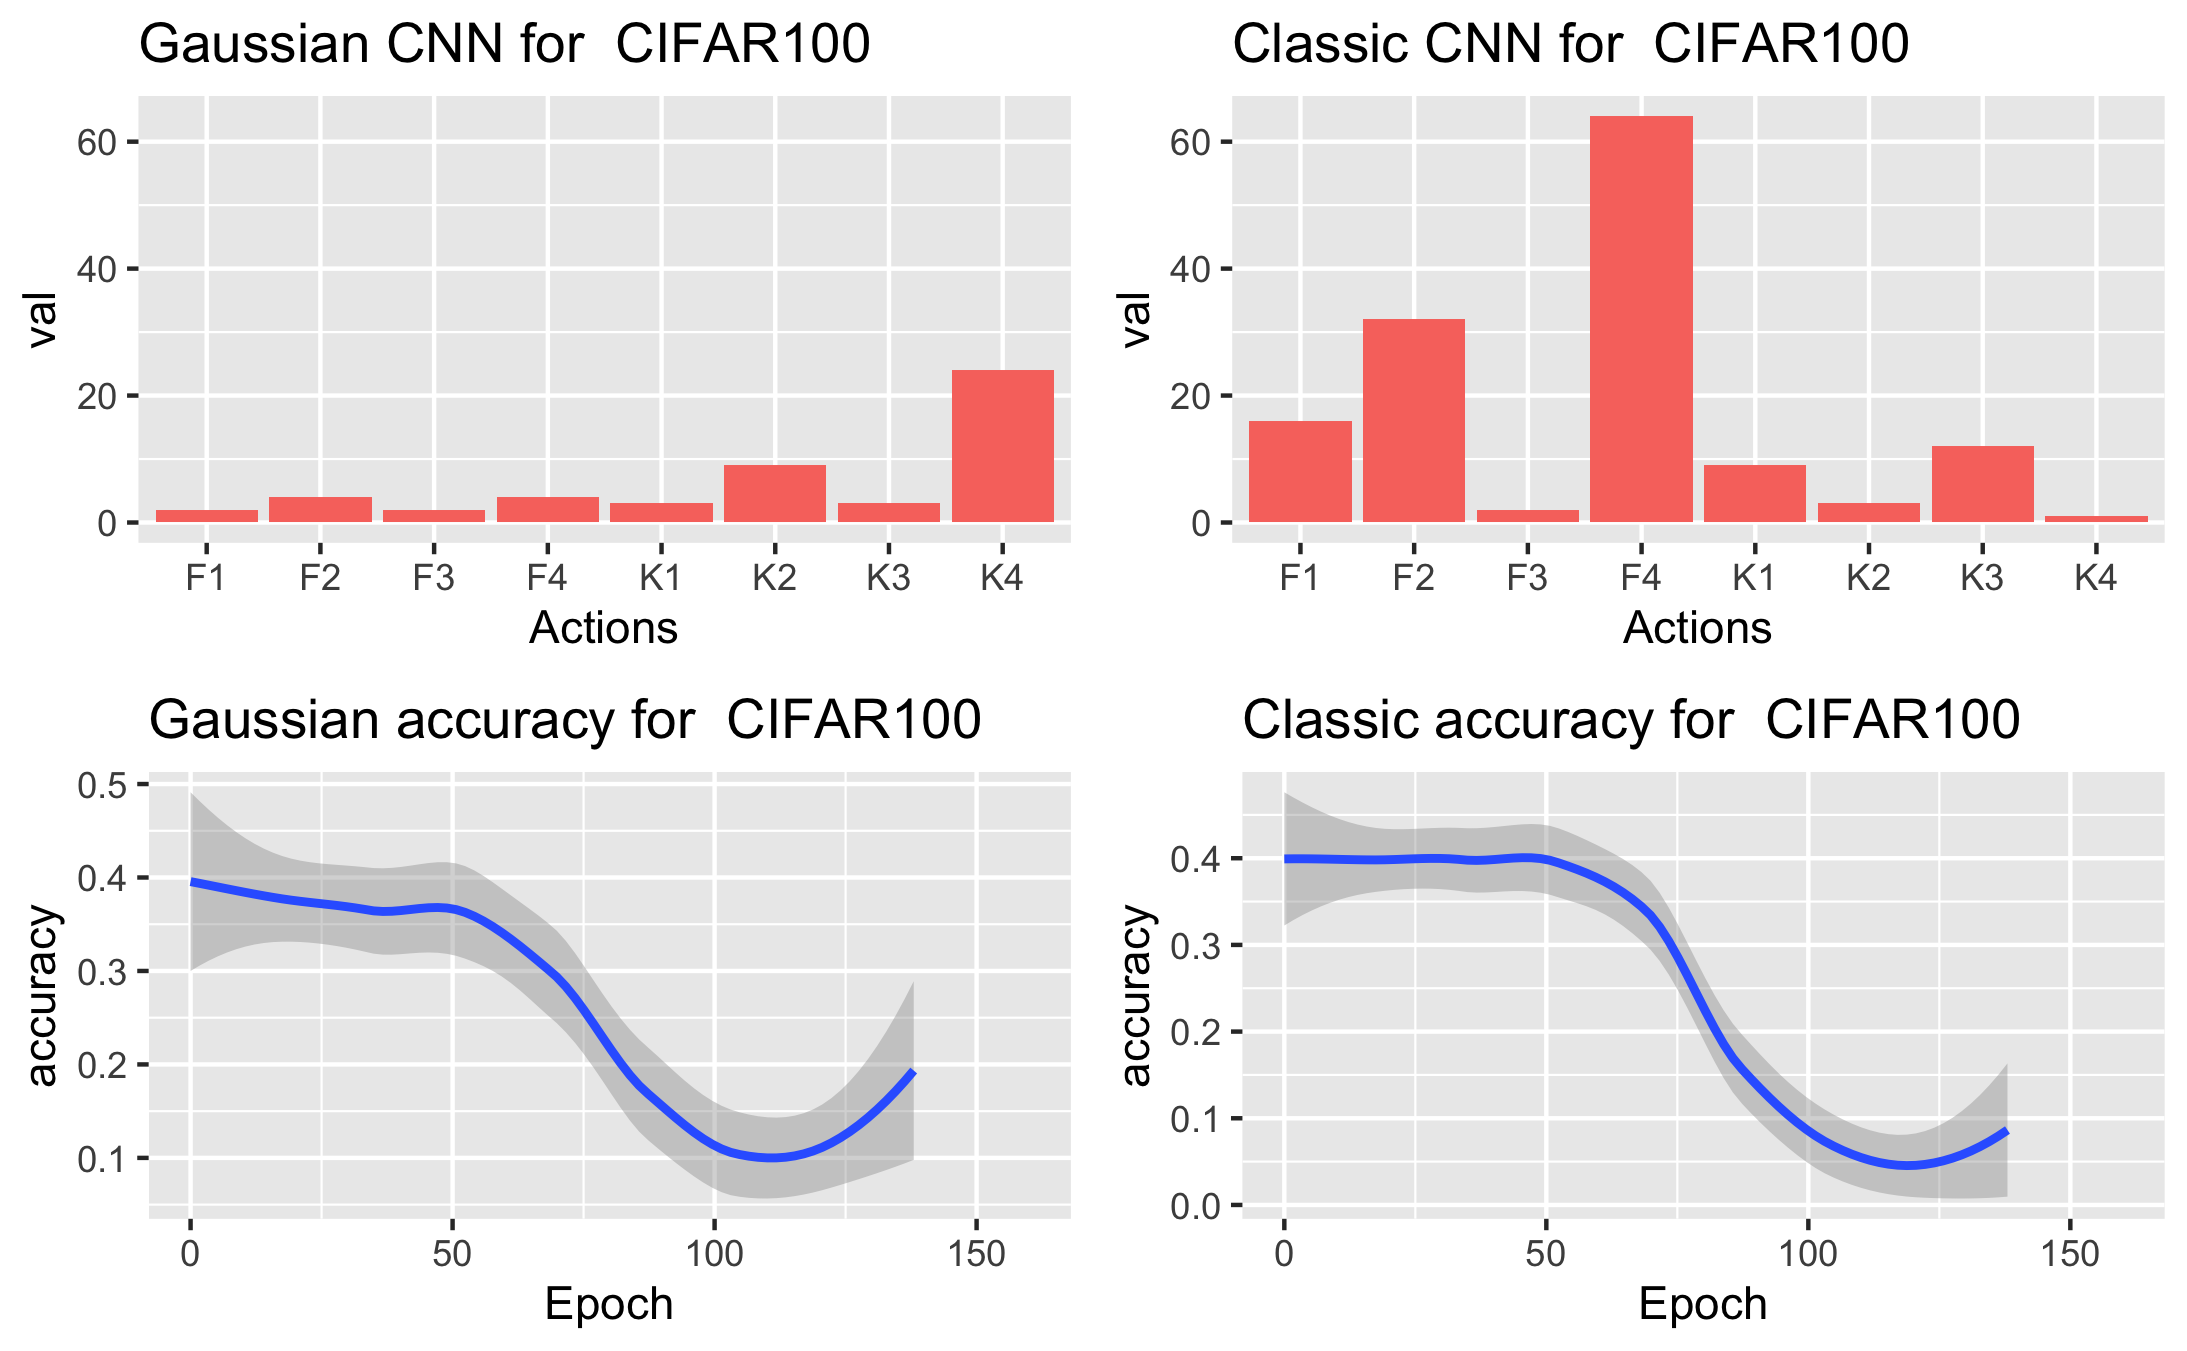 Gaussian CNN for  CIFAR100
60
40
20
0
val
F1 F2 F3 F4 K1 K2 K3 K4
Actions
Classic CNN for  CIFAR100
60
40
20
0
val
F1 F2 F3 F4 K1 K2 K3 K4
Actions
Gaussian accuracy for  CIFAR100
0.5
0.4
0.3
0.2
0.1
accuracy
0 50 100 150
Epoch
Classic accuracy for  CIFAR100
0.4
0.3
0.2
0.1
0.0
accuracy
0 50 100 150
Epoch